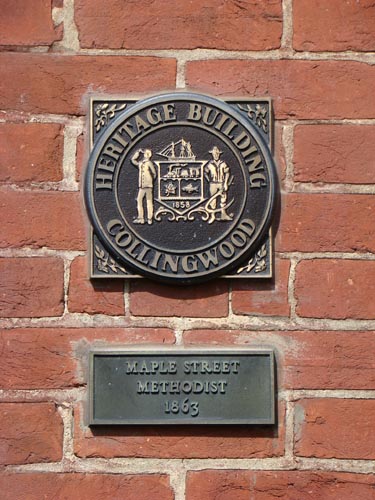 HERITAGE BUILDING
1858
COLLINGWOOD
MAPLE STREET
METHODIST
1863